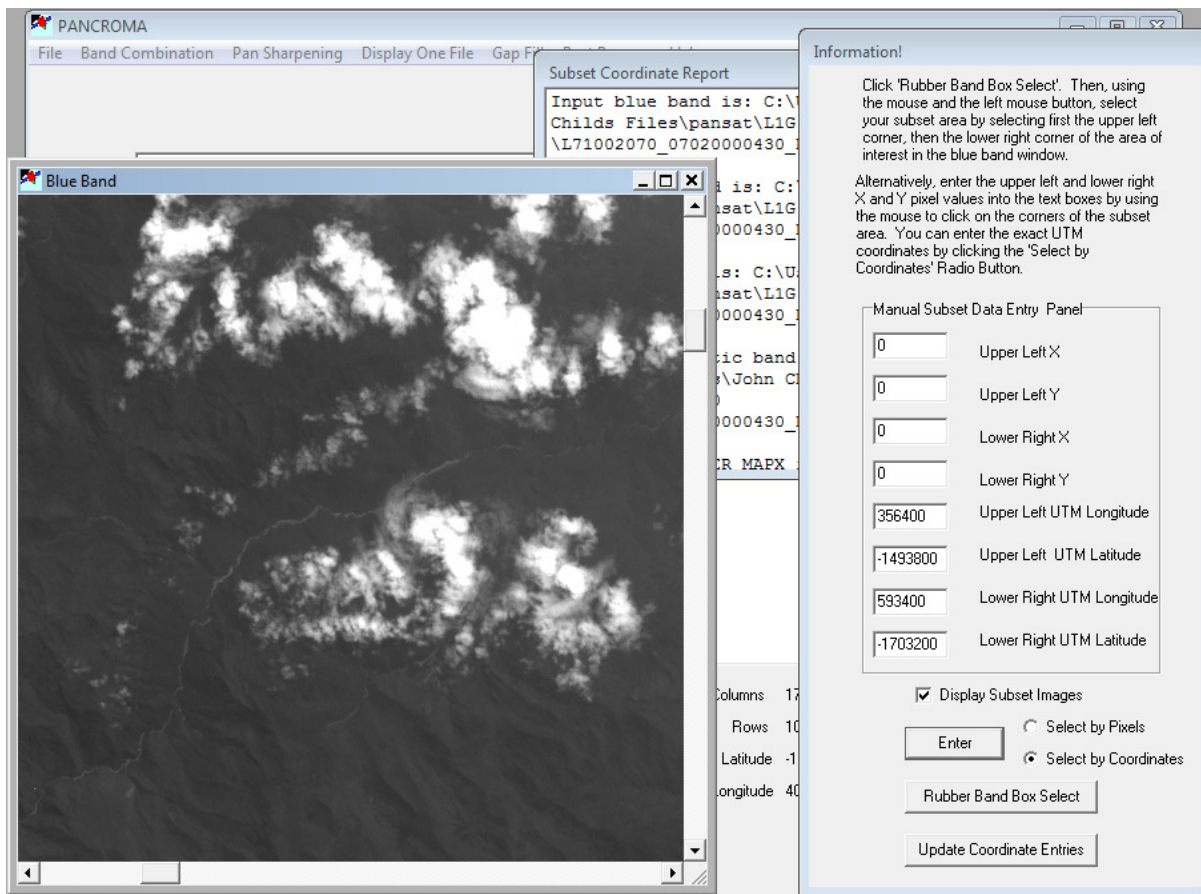 PANCROMA
File Band Combination Pan Sharpening Display One File Gap
Subset Coordinate Report
Input blue band is:
Childs Files\pansat\L1G
\L71002070_07020000430_
is:
pansat\L1G
0000430_
is:
nsat\L1G
0000430_
tic band
s\John
0000430_
CR MAPX
Blue Band
Columns 17
Rows 10
Latitude -1
Longitude 40
Information!
Click 'Rubber Band Box Select'. Then, using
the mouse and the left mouse button, select
your subset area by selecting first the upper left
corner, then the lower right corner of the area of
interest in the blue band window.
Alternatively, enter the upper left and lower right
X and Y pixel values into the text boxes by using
the mouse to click on the corners of the subset
area. You can enter the exact UTM
coordinates by clicking the 'Select by
Coordinates' Radio Button.
Manual Subset Data Entry Panel
0 Upper Left X
0 Upper Left Y
0 Lower Right X
0 Lower Right Y
356400 Upper Left UTM Longitude
-1493800 Upper Left UTM Latitude
593400 Lower Right UTM Longitude
-1703200 Lower Right UTM Latitude
Display Subset Images
Enter
Select by Pixels
Select by Coordinates
Rubber Band Box Select
Update Coordinate Entries